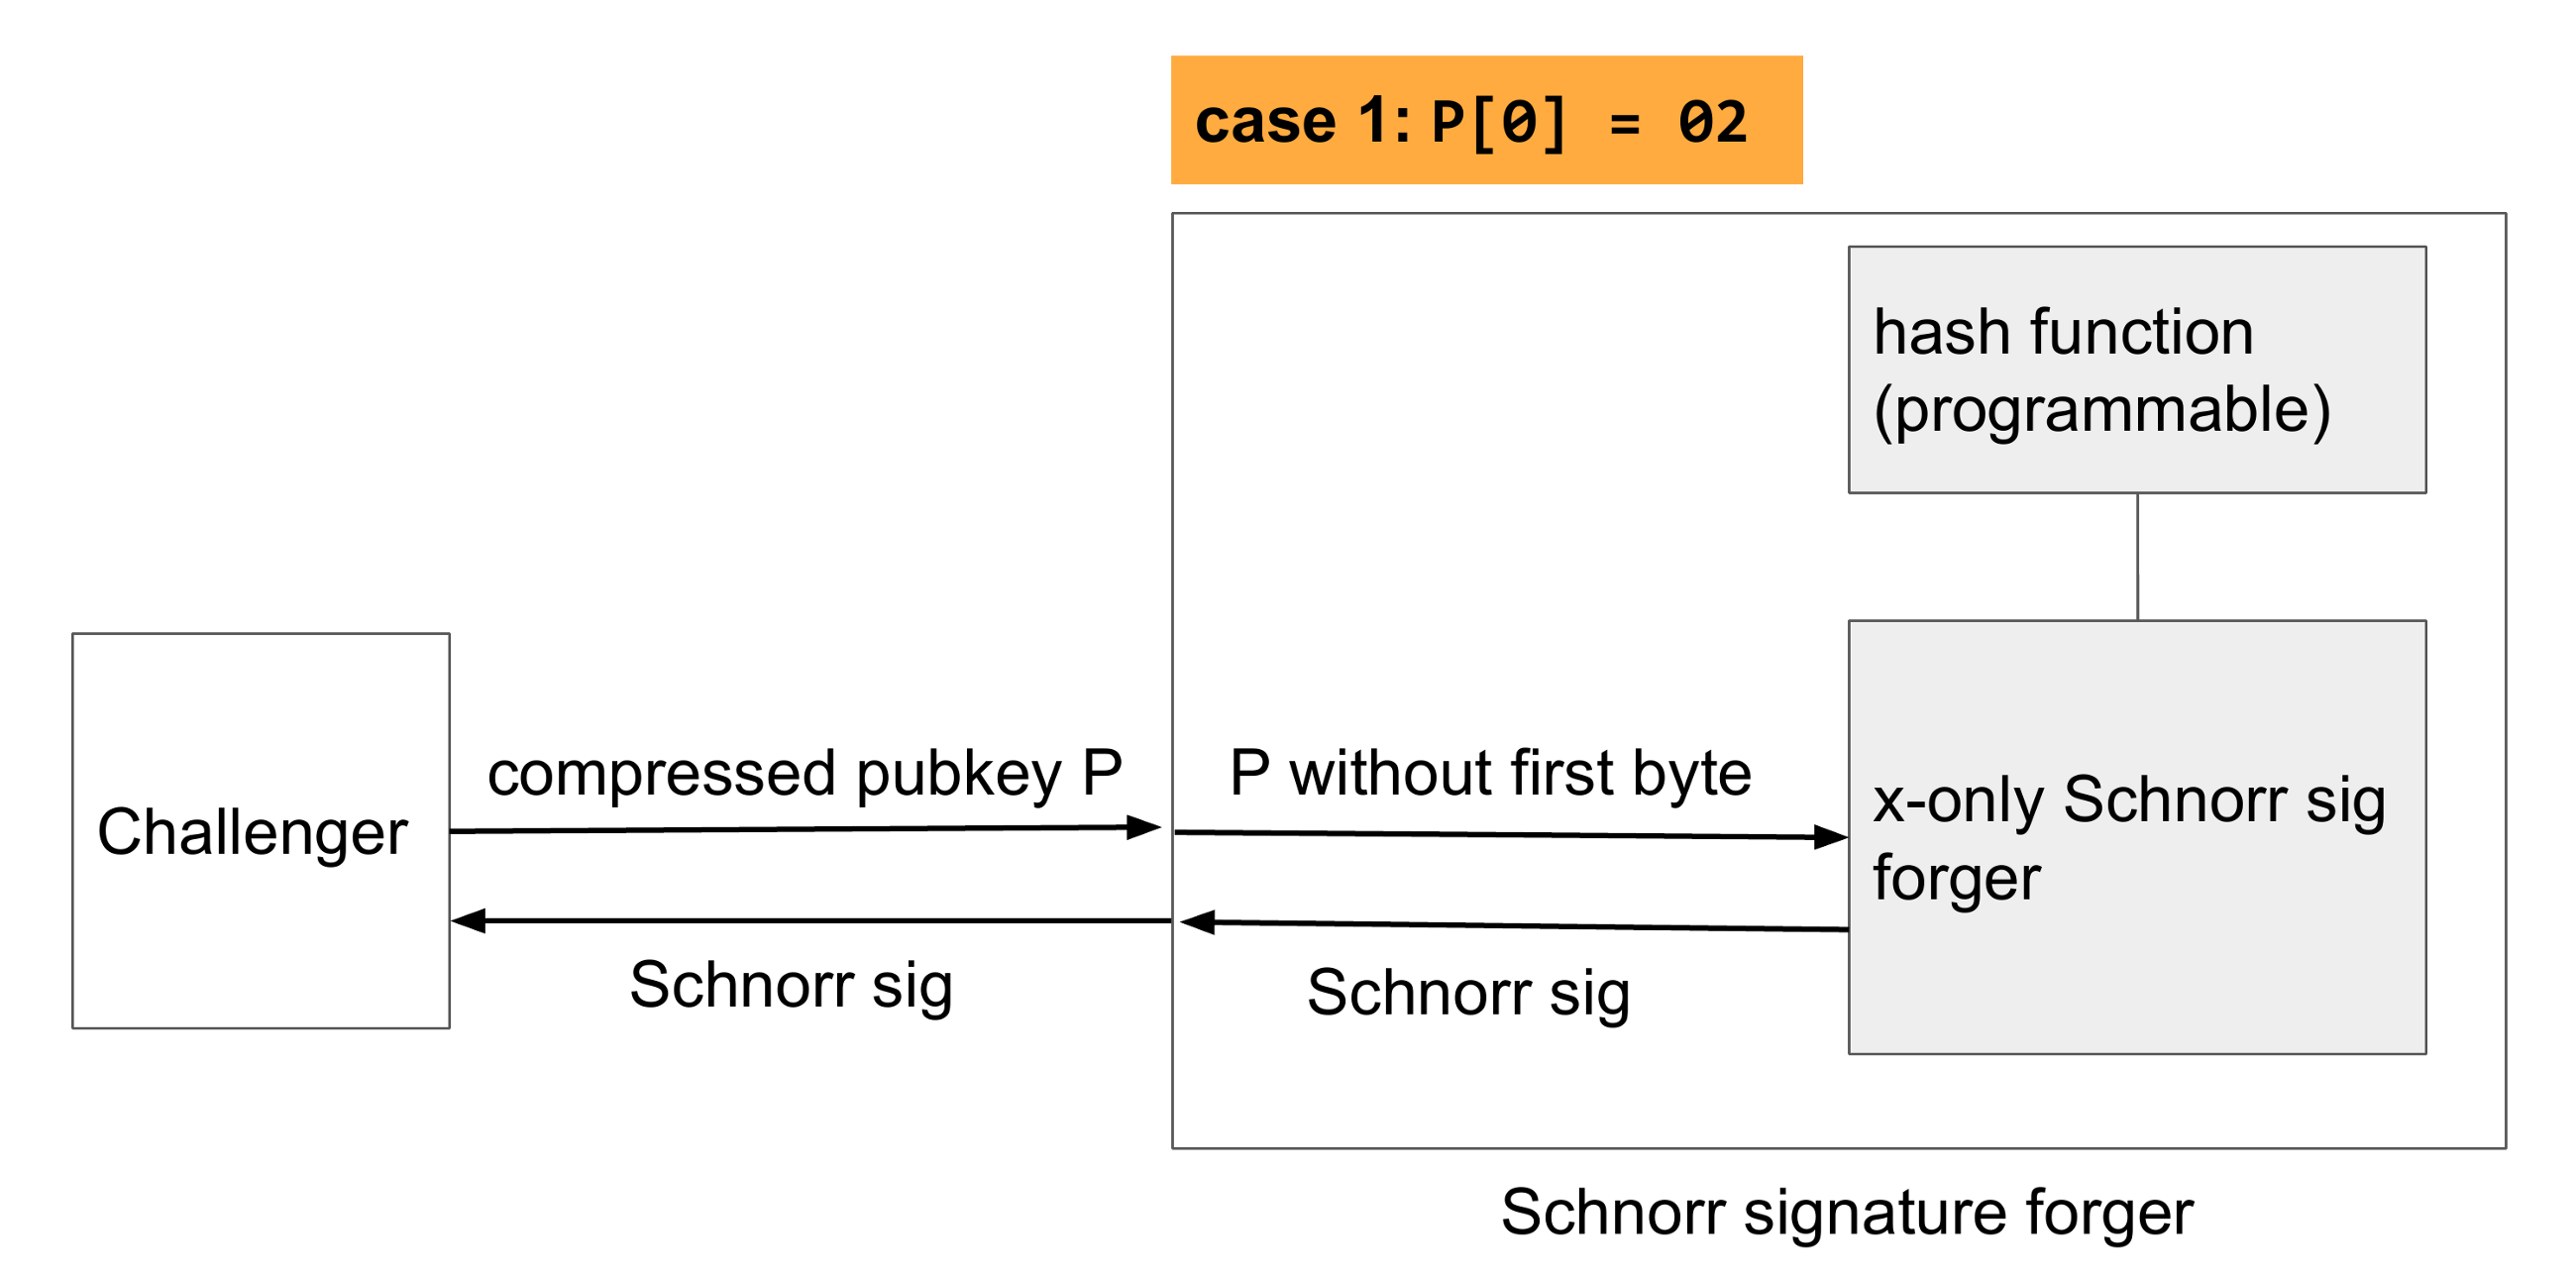 case 1: P[0] = 02
hash function
(programmable)
Challenger
compressed pubkey P
P without first byte
x-only Schnorr sig
forger
Schnorr sig
Schnorr sig
Schnorr signature forger